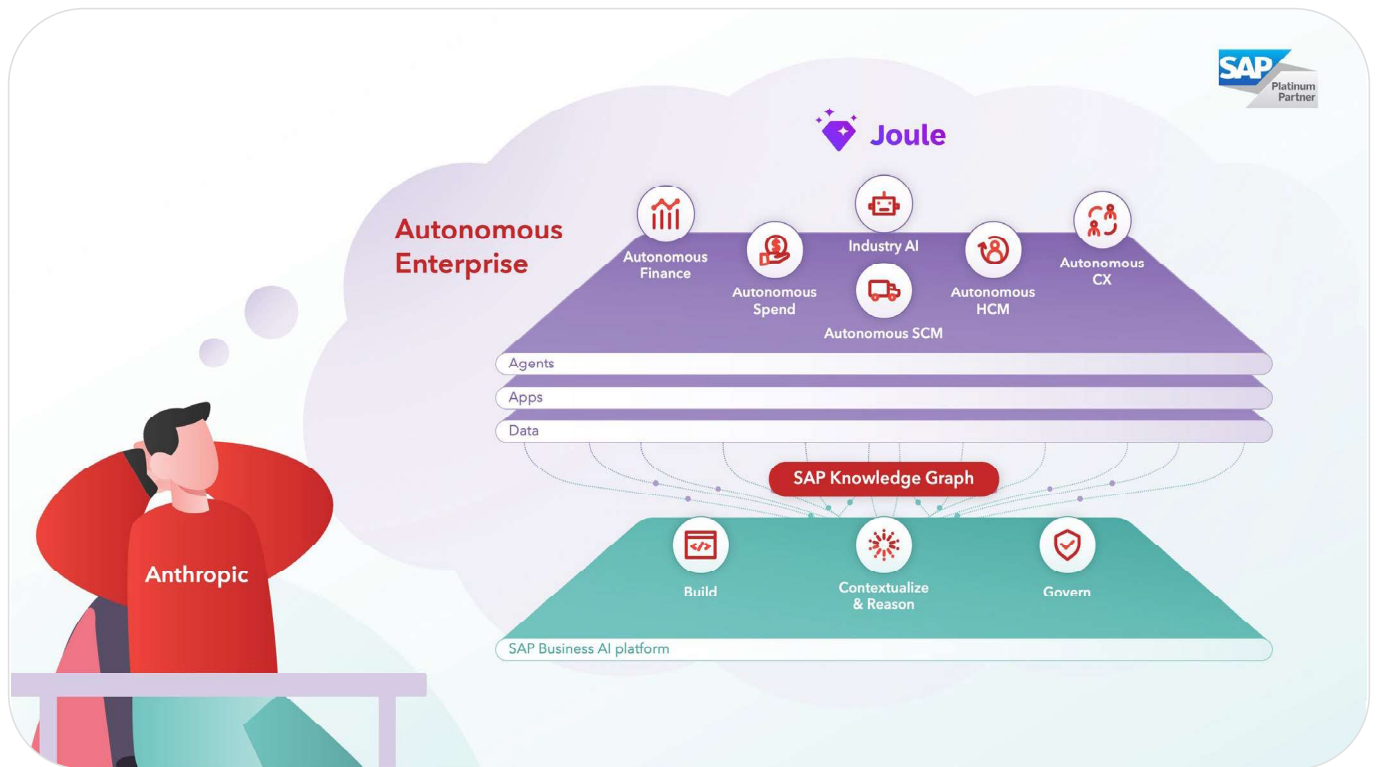 SAP
Platinum
Partner
Joule
Autonomous
Enterprise
Autonomous
Finance
Autonomous
Spend
Industry AI
Autonomous SCM
Autonomous
HCM
Autonomous
CX
Agents
Apps
Data
SAP Knowledge Graph
Anthropic
Build
Contextualize
& Reason
Govern
SAP Business AI platform